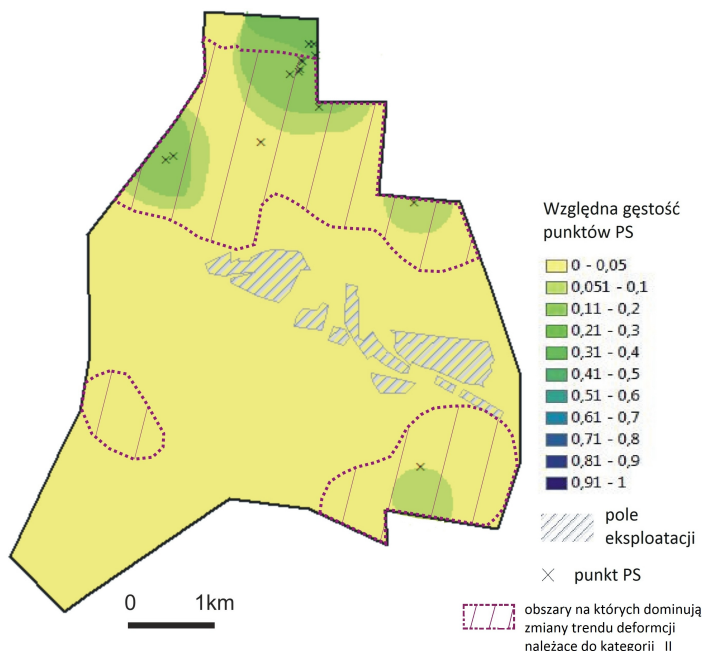 Względna gęstość
punktów PS
0 - 0,05
0,051 - 0,1
0,11 - 0,2
0,21 - 0,3
0,31 - 0,4
0,41 - 0,5
0,51 - 0,6
0,61 - 0,7
0,71 - 0,8
0,81 - 0,9
0,91 - 1
pole
eksploatacji
punkt PS
obszary na których dominują
zmiany trendu deformcji
należące do kategorii II
0 1km